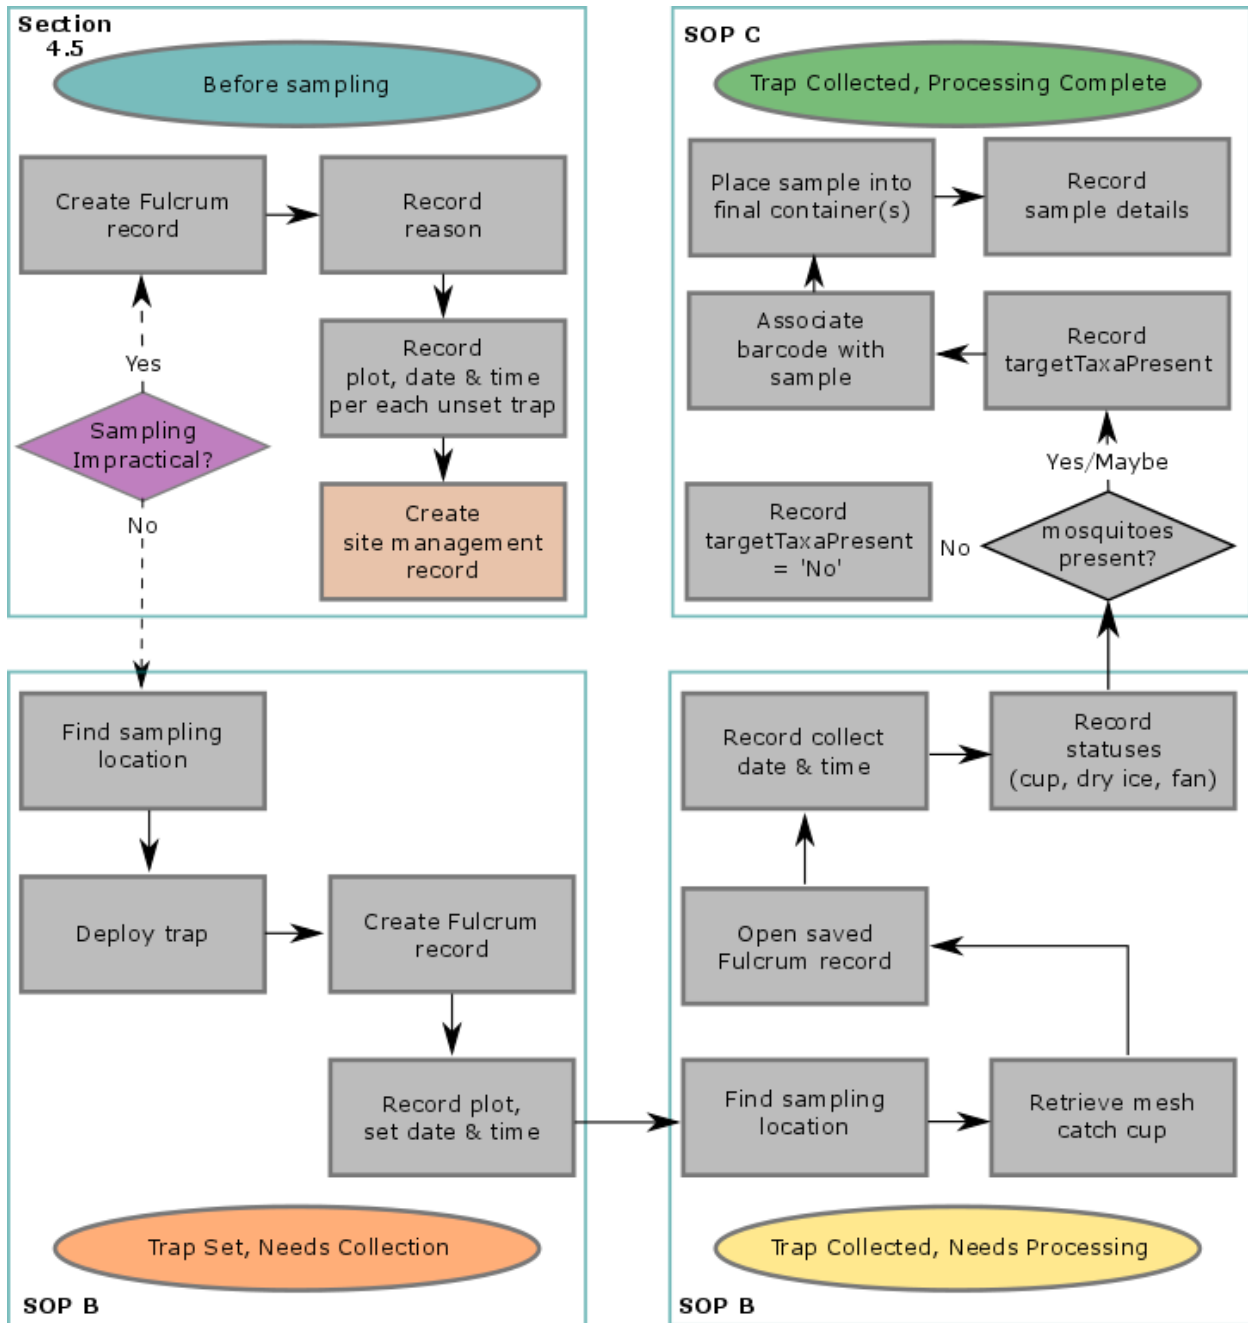 Section
4.5
Before sampling
Create Fulcrum
record
Record
reason
Record
plot, date & time
per each unset trap
Create
site management
record
Yes
Sampling
Impractical?
No
SOP C
Trap Collected, Processing Complete
Place sample into
final container(s)
Record
sample details
Associate
barcode with
sample
Record
targetTaxaPresent
Yes/Maybe
Record
targetTaxaPresent
= 'No'
No
mosquitoes
present?
Find sampling
location
Deploy trap
Create Fulcrum
record
Record plot,
set date & time
Trap Set, Needs Collection
SOP B
Record collect
date & time
Record
statuses
(cup, dry ice, fan)
Open saved
Fulcrum record
Find sampling
location
Retrieve mesh
catch cup
Trap Collected, Needs Processing
SOP B